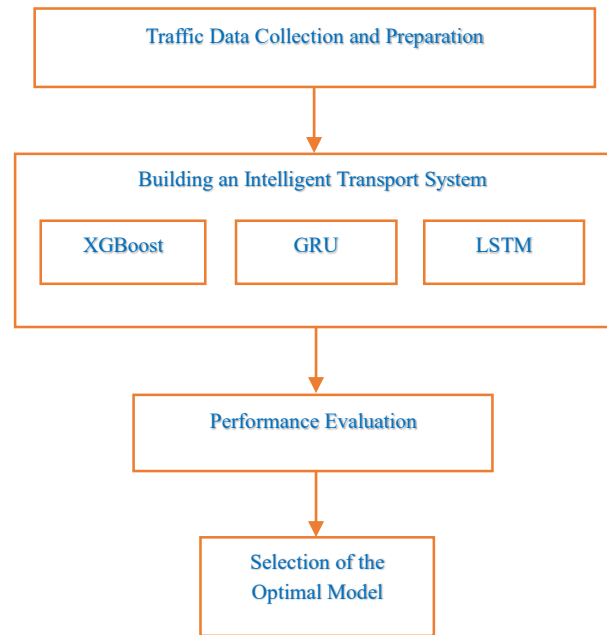 Traffic Data Collection and Preparation
Building an Intelligent Transport System
XGBoost
GRU
LSTM
Performance Evaluation
Selection of the
Optimal Model